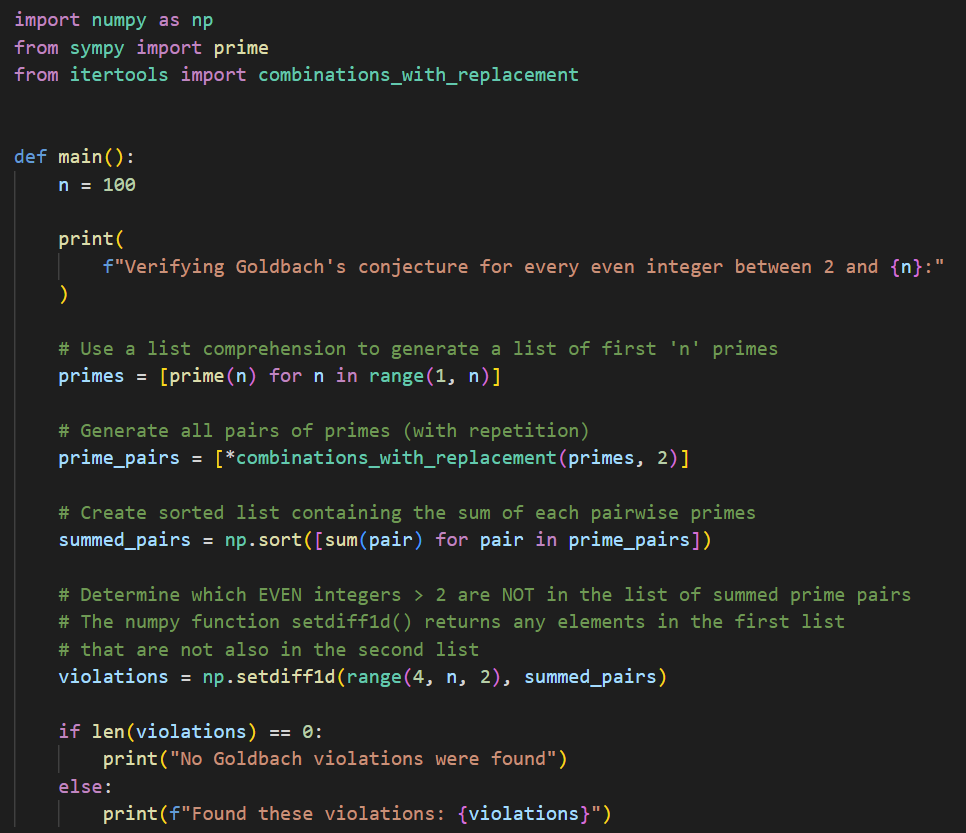 import numpy as np
from sympy import prime
from itertools import combinations_with_replacement
def main():
    n = 100
    print(
        f"Verifying Goldbach's conjecture for every even integer between 2 and {n}:"
    )
    # Use a list comprehension to generate a list of first 'n' primes
    primes = [prime(n) for n in range(1, n)]
    # Generate all pairs of primes (with repetition)
    prime_pairs = [*combinations_with_replacement(primes, 2)]
    # Create sorted list containing the sum of each pairwise primes
    summed_pairs = np.sort([sum(pair) for pair in prime_pairs])
    # Determine which EVEN integers > 2 are NOT in the list of summed prime pairs
    # The numpy function setdiff1d() returns any elements in the first list
    # that are not also in the second list
    violations = np.setdiff1d(range(4, n, 2), summed_pairs)
    if len(violations) == 0:
        print("No Goldbach violations were found")
    else:
        print(f"Found these violations: {violations}")